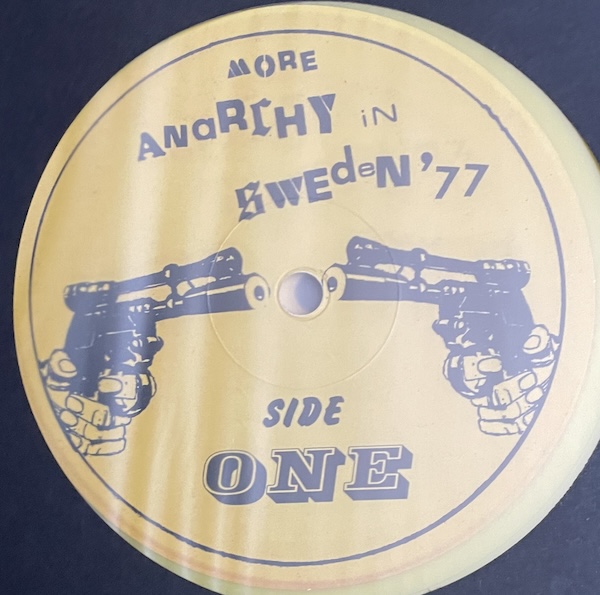 MORE
ANaRCHY iN
SWEdeN '77
SIDE
ONE